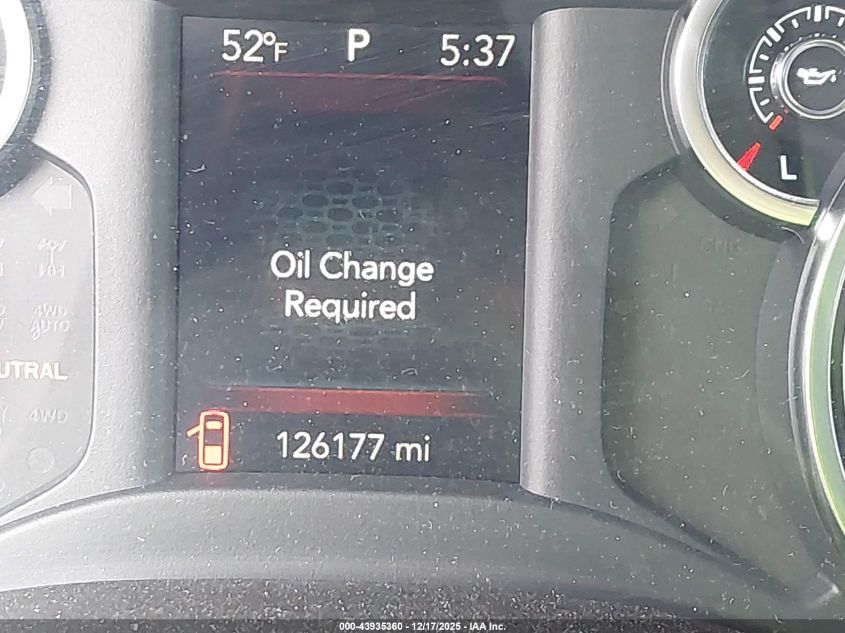 52°F P 5:37
L
Oil Change
Required
4WD
AUTO
UTRAL
4WD
126177 mi
000-43935360 - 12/17/2025 - IAA Inc.